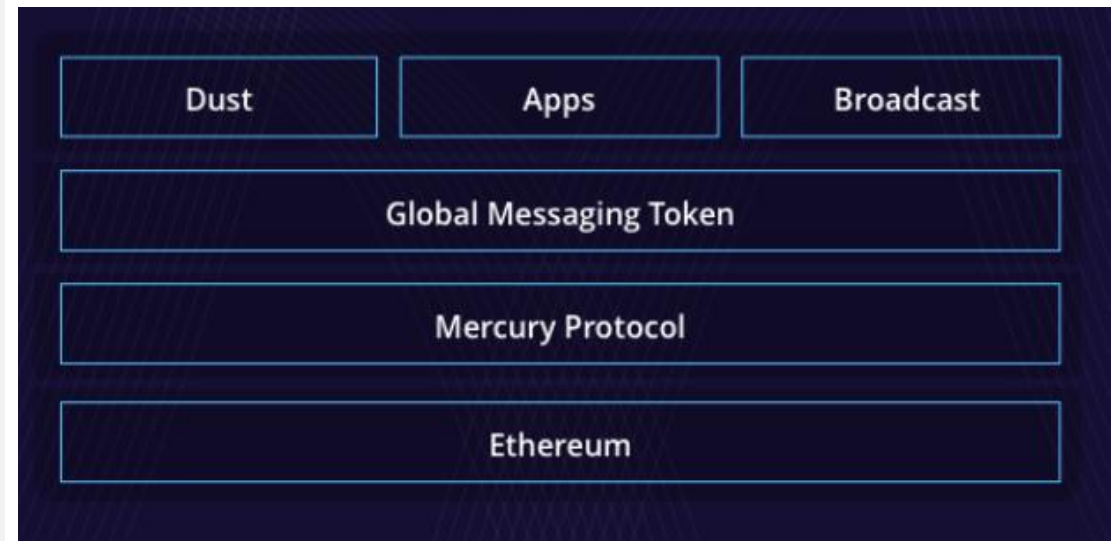 Dust Apps Broadcast
Global Messaging Token
Mercury Protocol
Ethereum